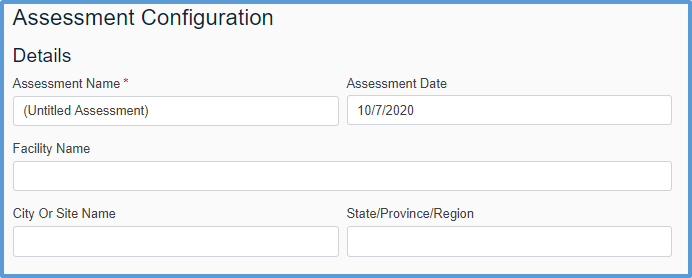 Assessment Configuration
Details
Assessment Name * Assessment Date
(Untitled Assessment) 10/7/2020
Facility Name
City Or Site Name State/Province/Region